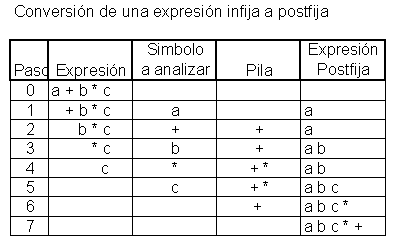 Conversión de una expresión infija a postfija
Paso Expresión Simbolo a analizar Pila Expresión Postfija
0 a + b * c
1 + b * c a a
2 b * c + + a
3 * c b + a b
4 c * + * a b
5 c + * a b c
6 + a b c *
7 a b c * +